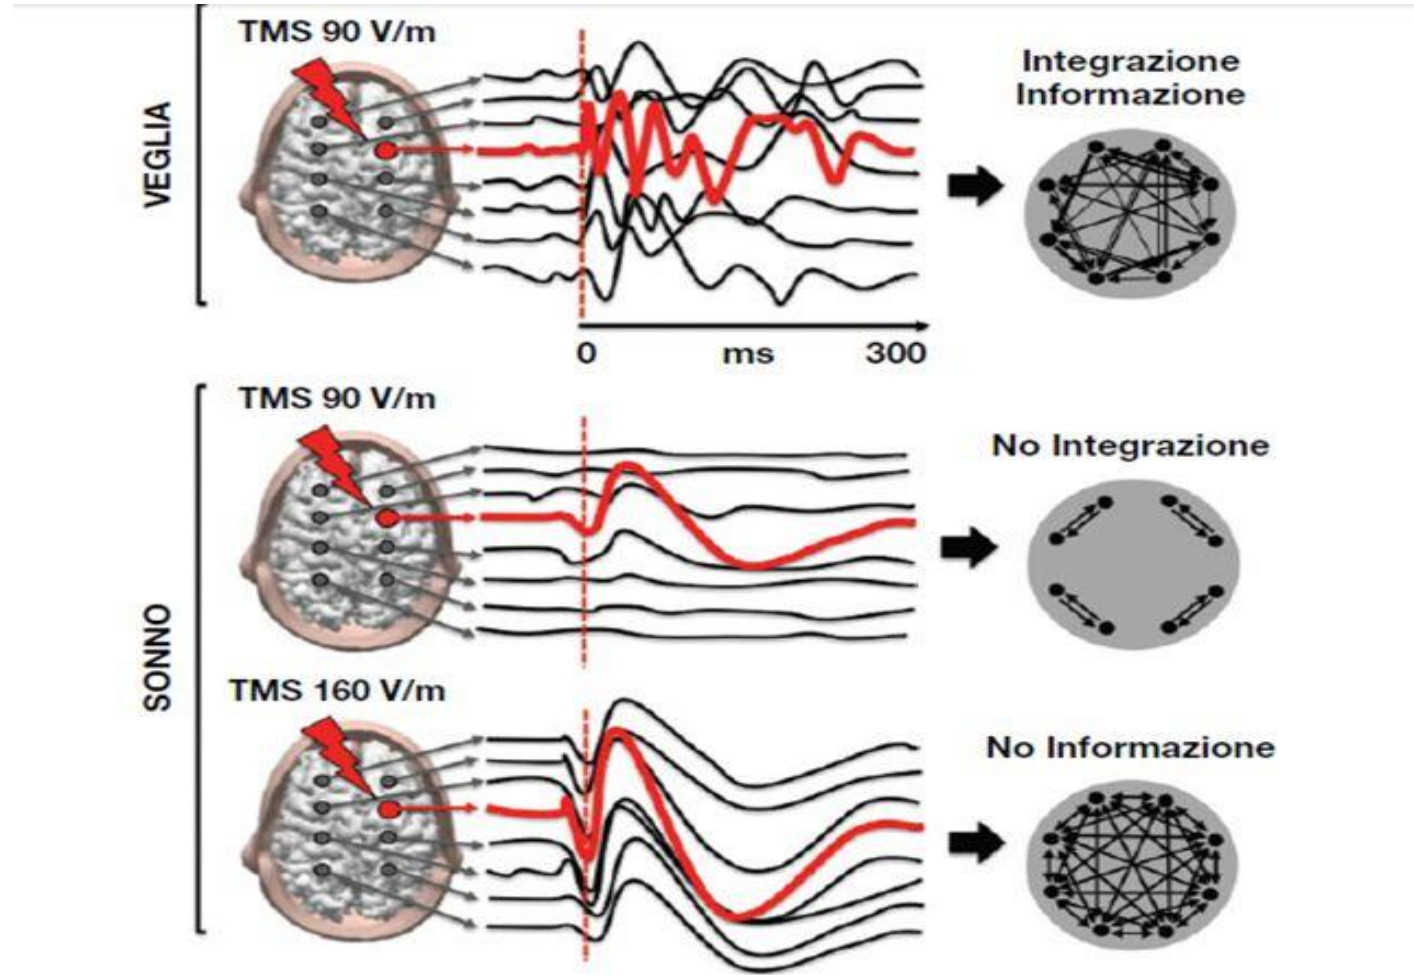 VEGLIA
TMS 90 V/m
Integrazione
Informazione
0 ms 300
SONNO
TMS 90 V/m
No Integrazione
TMS 160 V/m
No Informazione